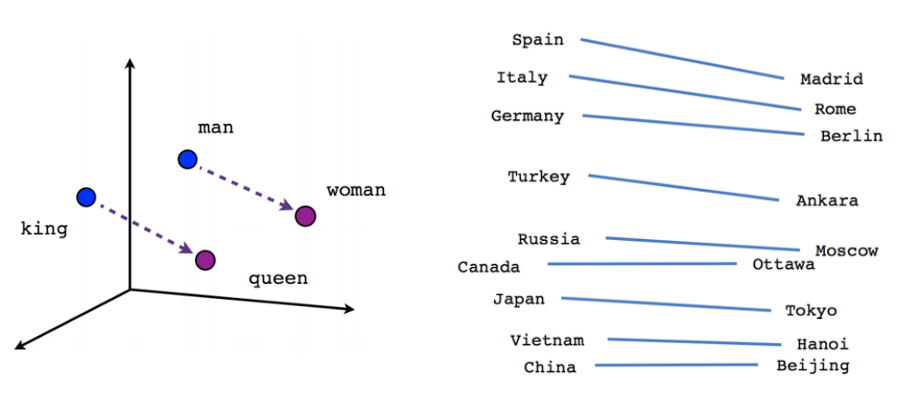 man
woman
king
queen
Spain
Madrid
Italy
Rome
Germany
Berlin
Turkey
Ankara
Russia
Moscow
Canada
Ottawa
Japan
Tokyo
Vietnam
Hanoi
China
Beijing